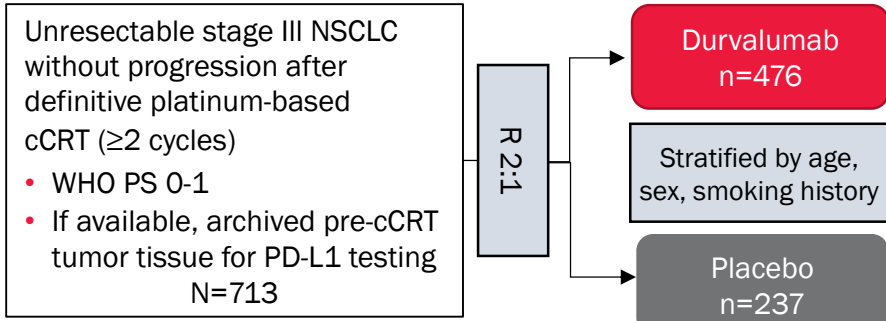 Unresectable stage III NSCLC
without progression after
definitive platinum-based
cCRT (≥2 cycles)
• WHO PS 0-1
• If available, archived pre-cCRT
tumor tissue for PD-L1 testing
N=713
R 2:1
Durvalumab
n=476
Stratified by age,
sex, smoking history
Placebo
n=237